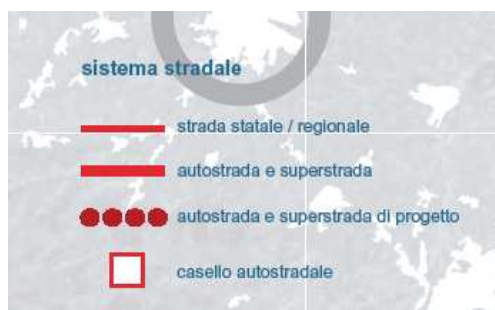 sistema stradale
strada statale / regionale
autostrada e superstrada
autostrada e superstrada di progetto
casello autostradale